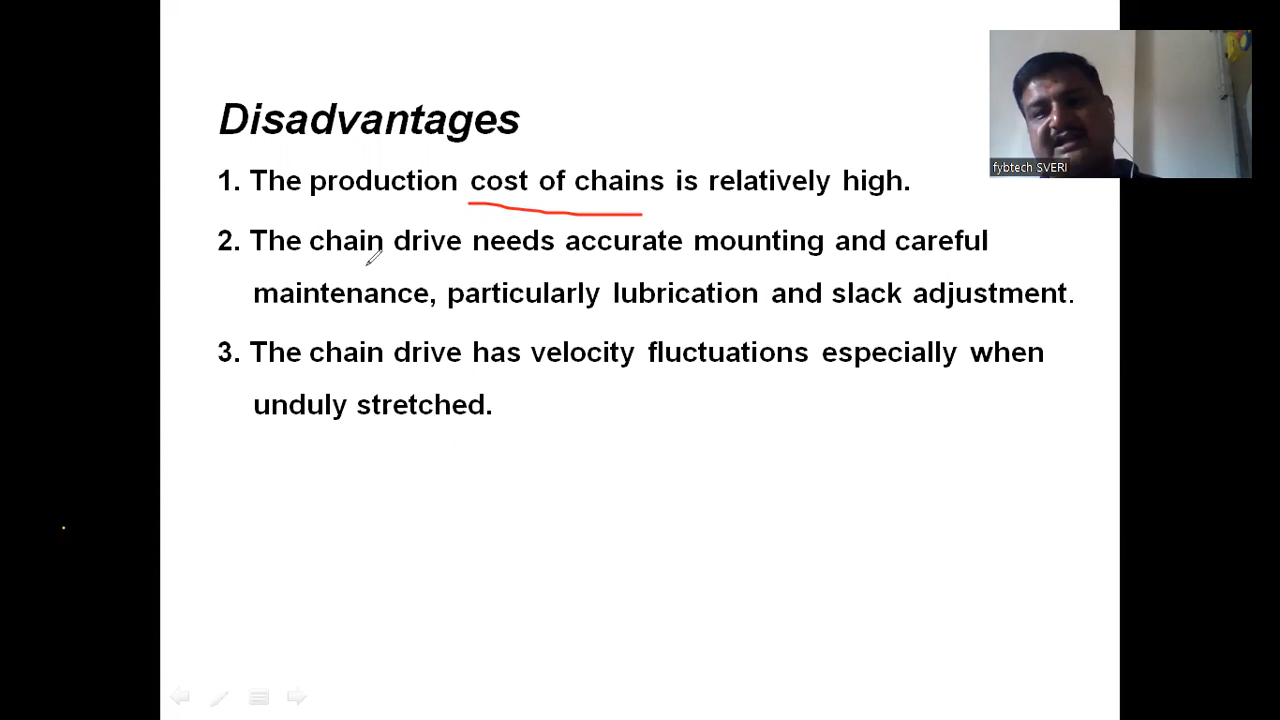 Disadvantages
1. The production cost of chains is relatively high.
2. The chain drive needs accurate mounting and careful
maintenance, particularly lubrication and slack adjustment.
3. The chain drive has velocity fluctuations especially when
unduly stretched.
fybtech SVERI